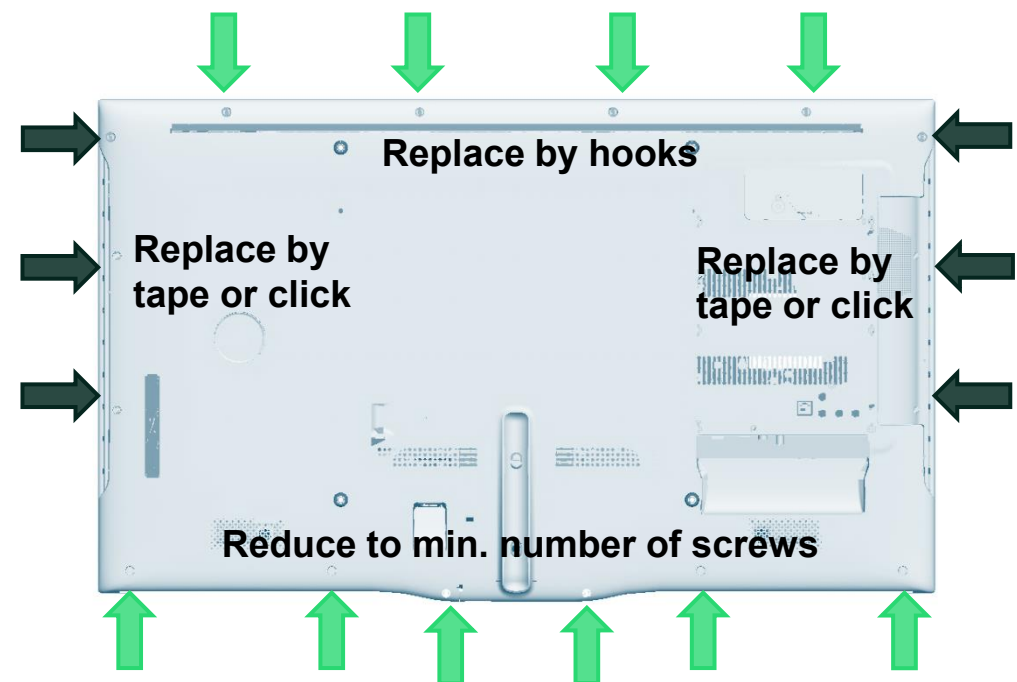 Replace by hooks
Replace by
tape or click
Replace by
tape or click
Reduce to min. number of screws